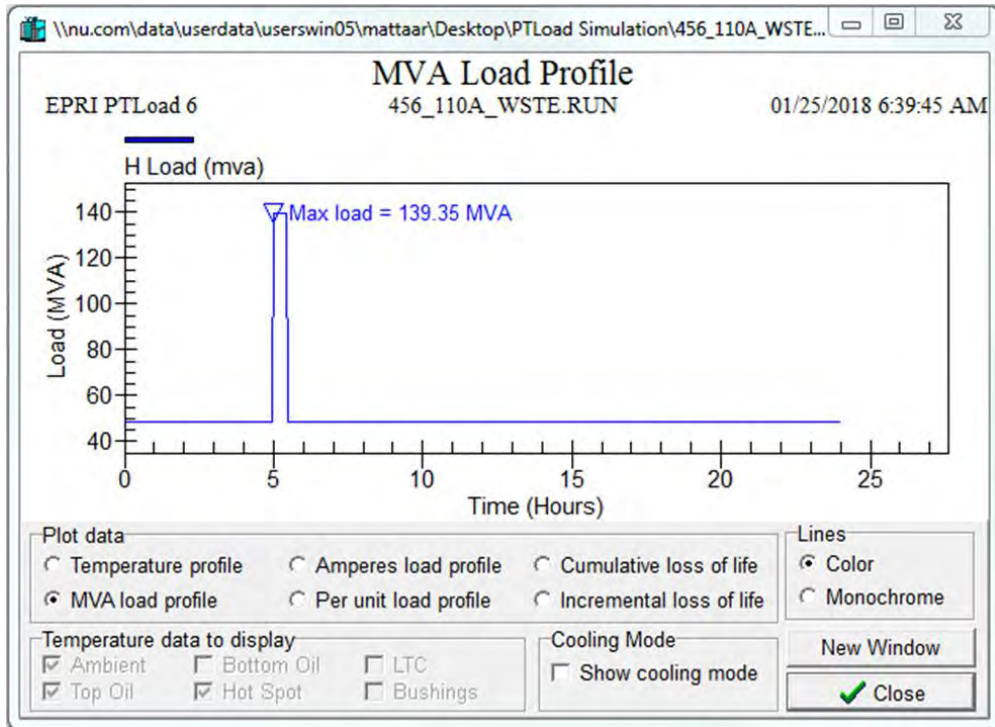 \\nu.com\data\userdata\userswin05\mattaar\Desktop\PTLoad Simulation\456_110A_WSTE...
MVA Load Profile
EPRI PTLoad 6 456_110A_WSTE.RUN 01/25/2018 6:39:45 AM
H Load (mva)
Max load = 139.35 MVA
140
120
100
80
60
40
Load (MVA)
0 5 10 15 20 25
Time (Hours)
Plot data
Temperature profile Amperes load profile Cumulative loss of life
MVA load profile Per unit load profile Incremental loss of life
Lines
Color
Monochrome
Temperature data to display
Ambient Bottom Oil LTC
Top Oil Hot Spot Bushings
Cooling Mode
Show cooling mode
New Window
Close